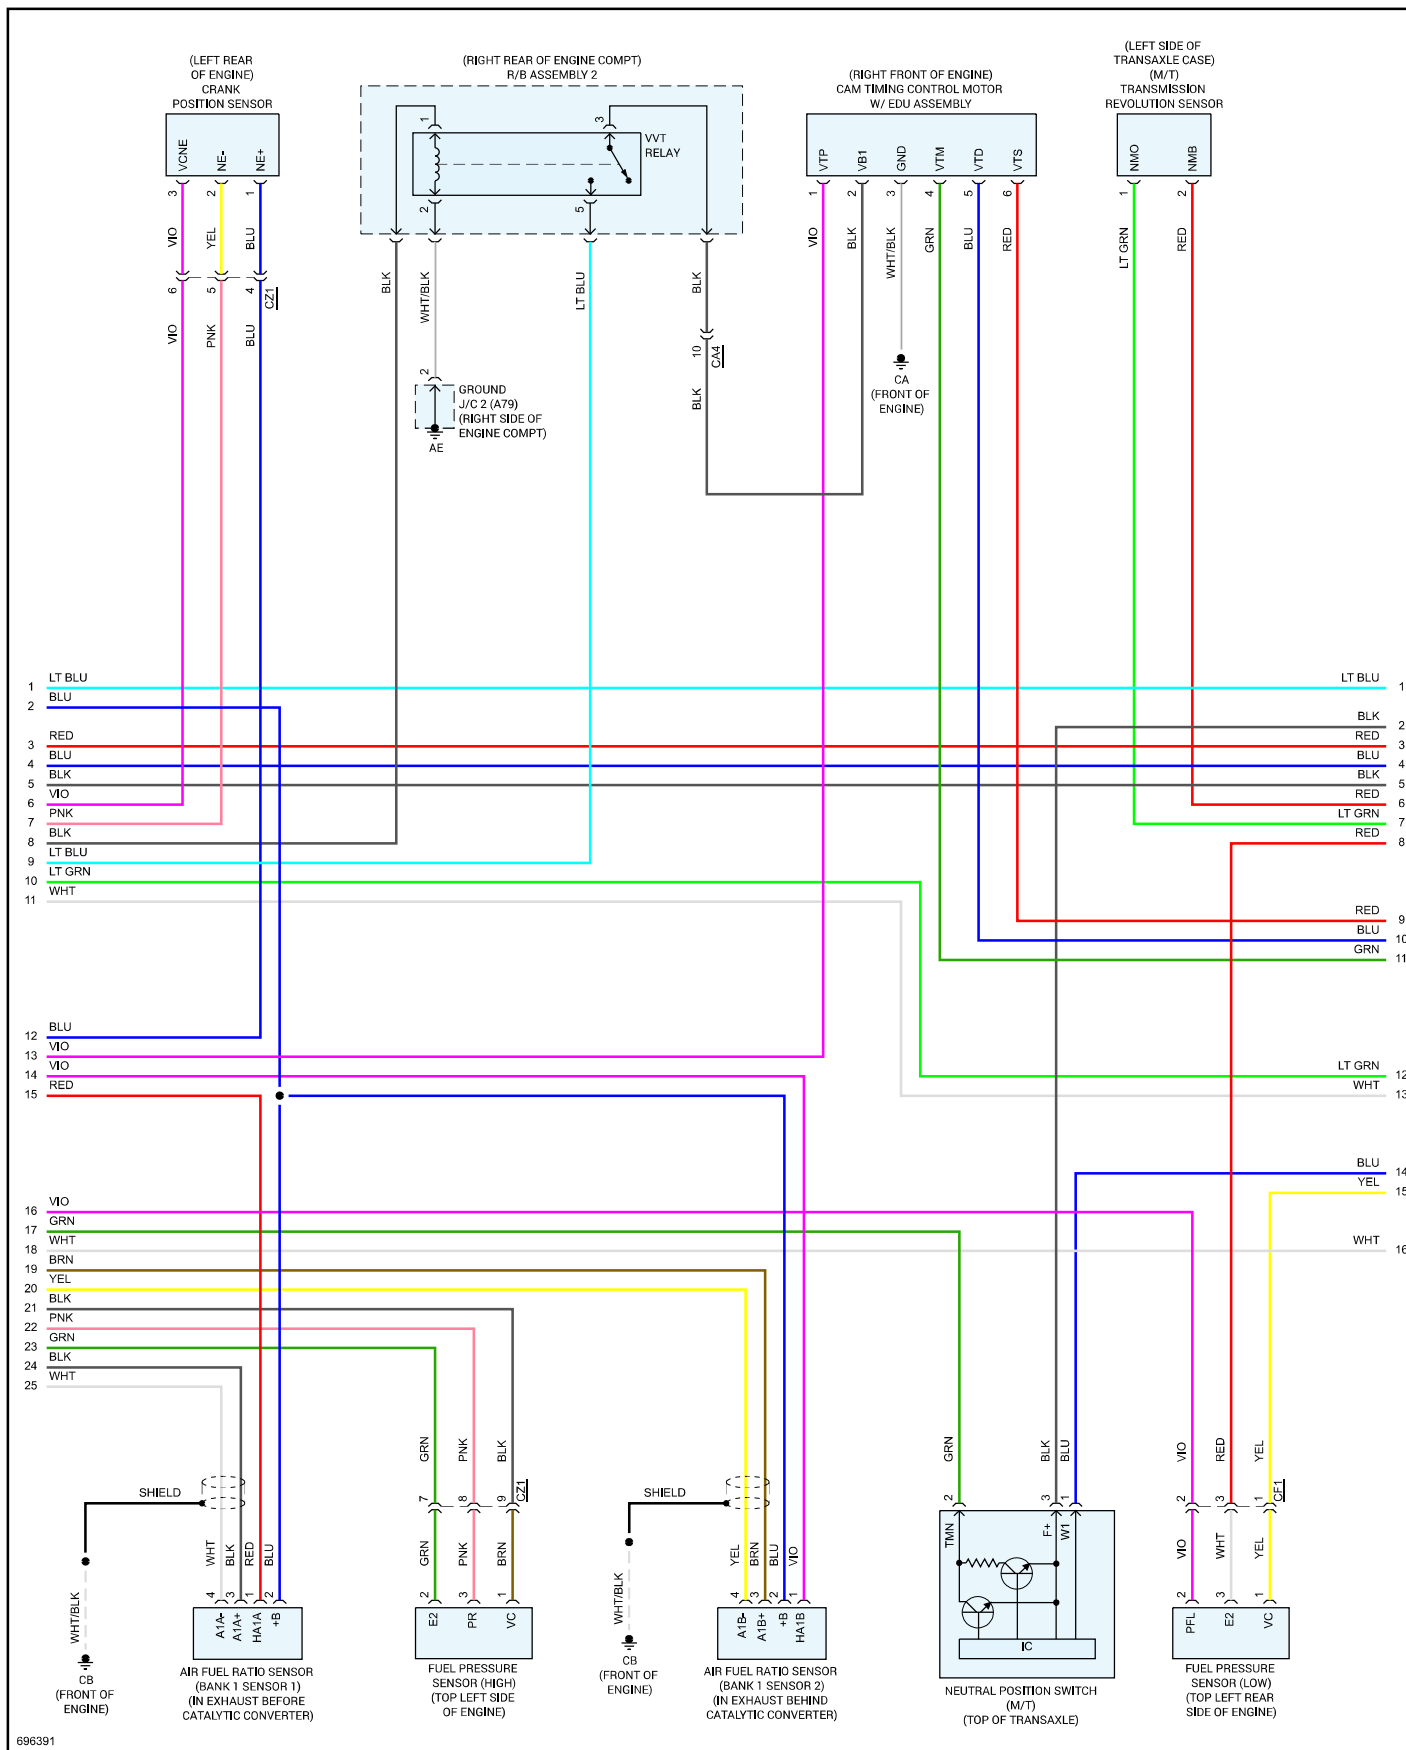 (LEFT REAR
OF ENGINE)
CRANK
POSITION SENSOR
(RIGHT REAR OF ENGINE COMPT)
R/B ASSEMBLY 2
(RIGHT FRONT OF ENGINE)
CAM TIMING CONTROL MOTOR
W/ EDU ASSEMBLY
(LEFT SIDE OF
TRANSAXLE CASE)
(M/T)
TRANSMISSION
REVOLUTION SENSOR
VCNE
NE-
NE+
1
3
VVT
RELAY
VTP
VB1
GND
VTM
VTD
VTS
NMO
NMB
3
2
1
2
5
1
2
3
4
5
6
1
2
VIO
YEL
BLU
BLK
WHT/BLK
LT BLU
BLK
VIO
BLK
WHT/BLK
GRN
BLU
RED
LT GRN
RED
6
5
4
CZ1
VIO
PNK
BLU
10
CA4
BLK
2
GROUND
J/C 2 (A79)
(RIGHT SIDE OF
ENGINE COMPT)
AE
CA
(FRONT OF
ENGINE)
1 LT BLU
LT BLU 1
2 BLU
BLK 2
3 RED
RED 3
4 BLU
BLU 4
5 BLK
BLK 5
6 VIO
RED 6
7 PNK
LT GRN 7
8 BLK
RED 8
9 LT BLU
10 LT GRN
11 WHT
RED 9
BLU 10
GRN 11
12 BLU
13 VIO
14 VIO
LT GRN 12
15 RED
WHT 13
BLU 14
YEL 15
16 VIO
17 GRN
18 WHT
WHT 16
19 BRN
20 YEL
21 BLK
22 PNK
23 GRN
24 BLK
25 WHT
GRN
PNK
BLK
GRN
BLK
BLU
VIO
RED
YEL
SHIELD
7
8
9
CZ1
SHIELD
2
3
1
2
3
1
CF1
TMN
F+
W1
WHT
BLK
RED
BLU
GRN
PNK
BRN
YEL
BRN
BLU
VIO
VIO
WHT
YEL
WHT/BLK
4
3
1
2
2
3
1
WHT/BLK
4
3
2
1
2
3
1
A1A-
A1A+
HA1A
+B
E2
PR
VC
A1B-
A1B+
+B
HA1B
IC
PFL
E2
VC
CB
(FRONT OF
ENGINE)
AIR FUEL RATIO SENSOR
(BANK 1 SENSOR 1)
(IN EXHAUST BEFORE
CATALYTIC CONVERTER)
FUEL PRESSURE
SENSOR (HIGH)
(TOP LEFT SIDE
OF ENGINE)
CB
(FRONT OF
ENGINE)
AIR FUEL RATIO SENSOR
(BANK 1 SENSOR 2)
(IN EXHAUST BEHIND
CATALYTIC CONVERTER)
NEUTRAL POSITION SWITCH
(M/T)
(TOP OF TRANSAXLE)
FUEL PRESSURE
SENSOR (LOW)
(TOP LEFT REAR
SIDE OF ENGINE)
696391